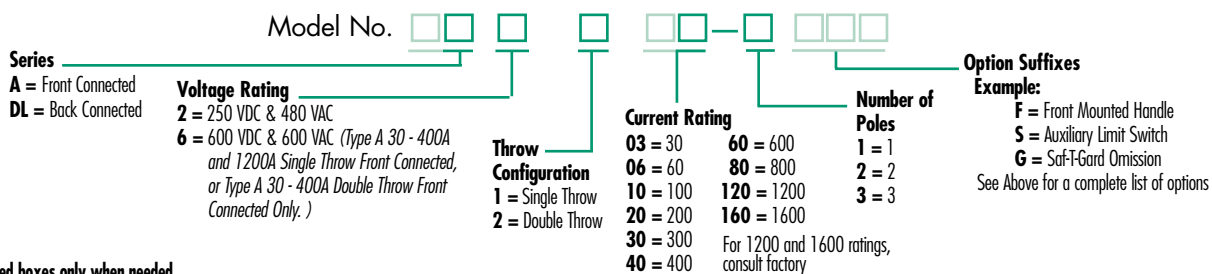 Model No.
Series
A = Front Connected
DL = Back Connected
Voltage Rating
2 = 250 VDC & 480 VAC
6 = 600 VDC & 600 VAC (Type A 30 - 400A
and 1200A Single Throw Front Connected,
or Type A 30 - 400A Double Throw Front
Connected Only. )
Throw
Configuration
1 = Single Throw
2 = Double Throw
Current Rating
03 = 30
06 = 60
10 = 100
20 = 200
30 = 300
40 = 400
60 = 600
80 = 800
120 = 1200
160 = 1600
For 1200 and 1600 ratings,
consult factory
Number of
Poles
1 = 1
2 = 2
3 = 3
Option Suffixes
Example:
F = Front Mounted Handle
S = Auxiliary Limit Switch
G = Saf-T-Gard Omission
See Above for a complete list of options
ed boxes only when needed